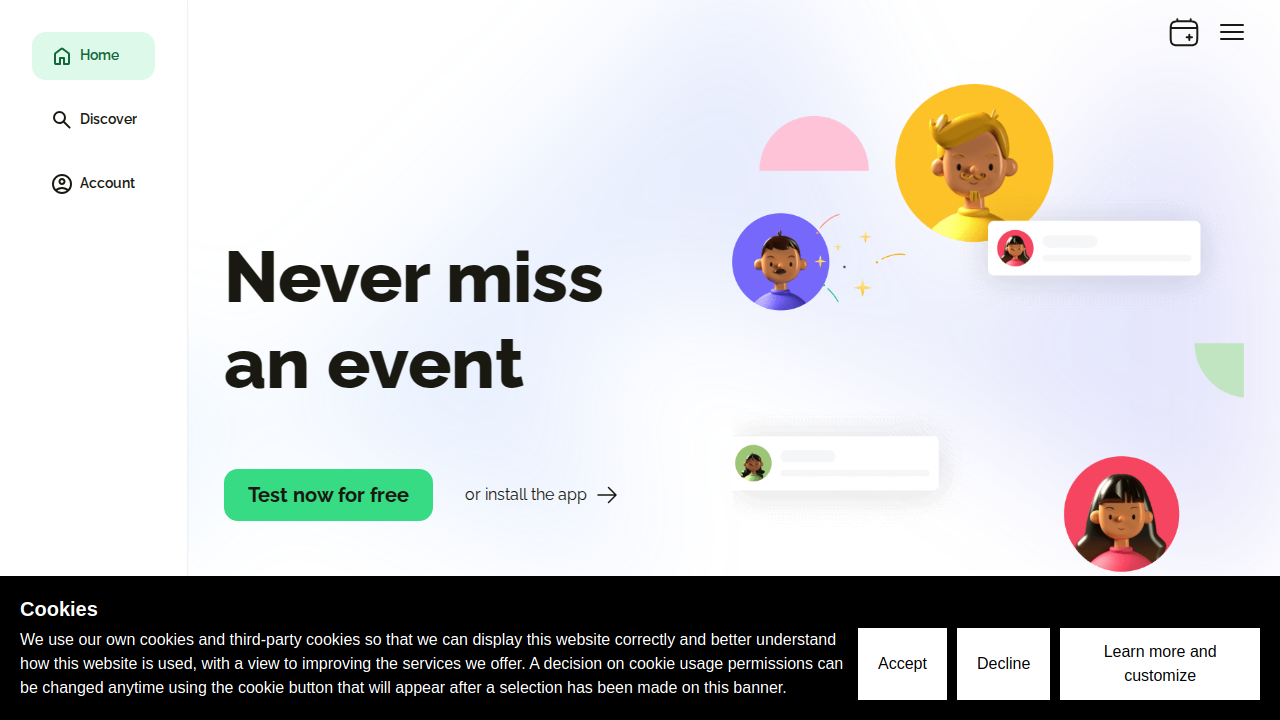 Home
Discover
Account
Never miss
an event
Test now for free
or install the app
Cookies
We use our own cookies and third-party cookies so that we can display this website correctly and better understand
how this website is used, with a view to improving the services we offer. A decision on cookie usage permissions can
be changed anytime using the cookie button that will appear after a selection has been made on this banner.
Accept
Decline
Learn more and
customize